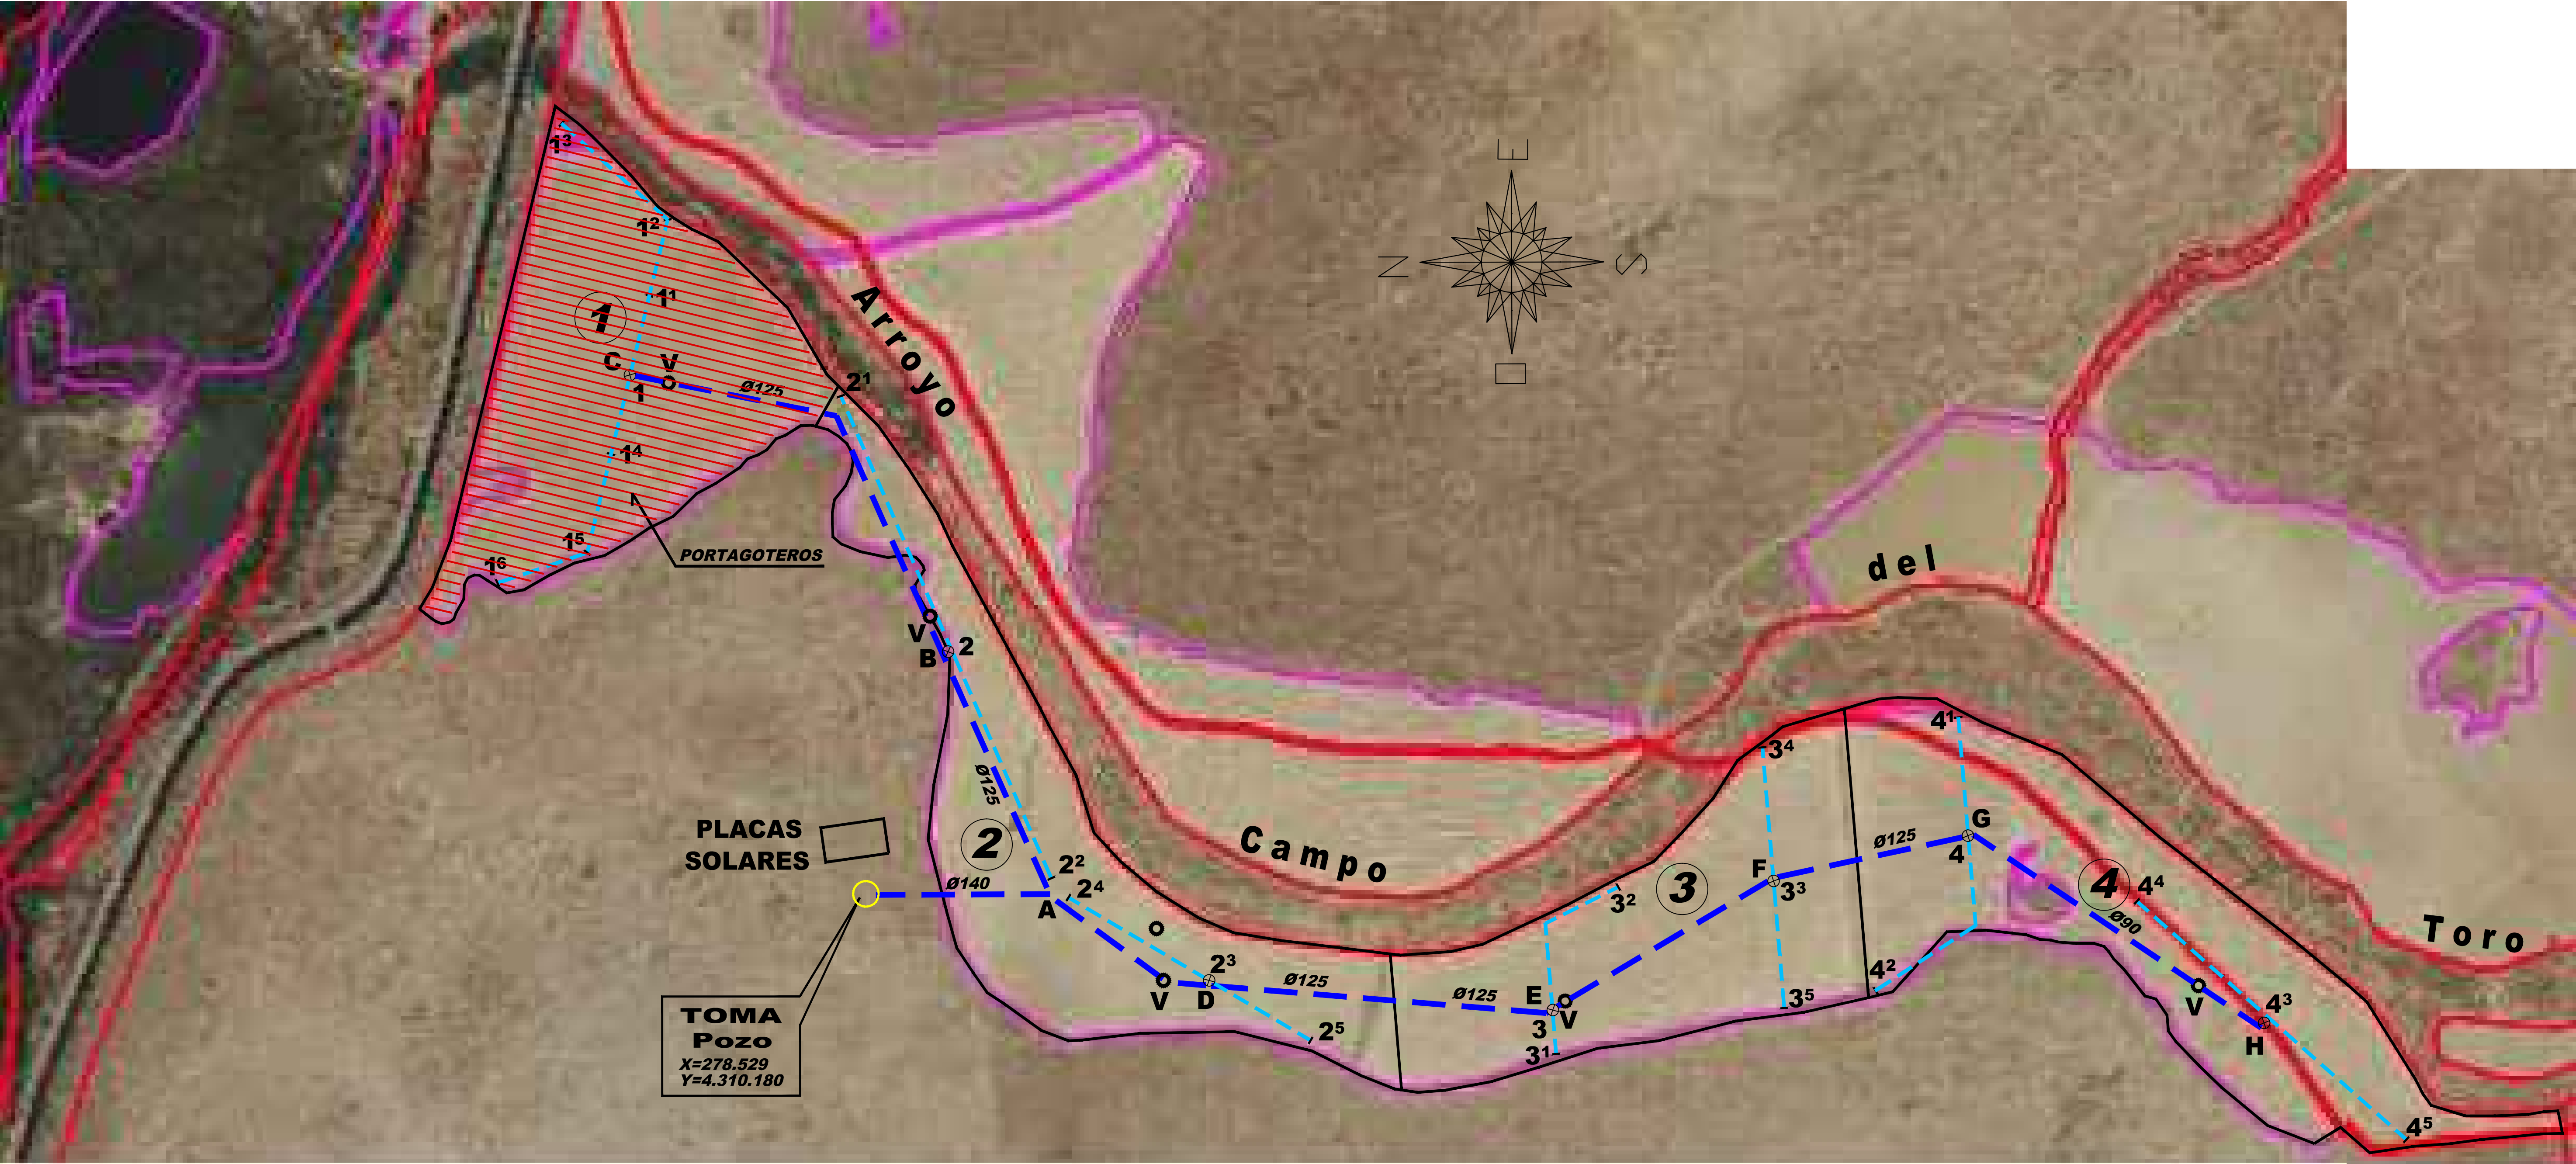 E
N
S
O
Arroyo
Campo
del
Toro
1
1³
1²
1¹
C
V
1
Ø125
1⁴
1⁵
1⁶
PORTAGOTEROS
2¹
V
B
2
Ø125
2
2²
2⁴
A
Ø140
PLACAS
SOLARES
TOMA
Pozo
X=278.529
Y=4.310.180
V
D
2³
2⁵
Ø125
Ø125
E
3
V
3¹
3²
3
3⁴
F
3³
3⁵
Ø125
4¹
G
4
4²
Ø90
4
4⁴
V
4³
H
4⁵